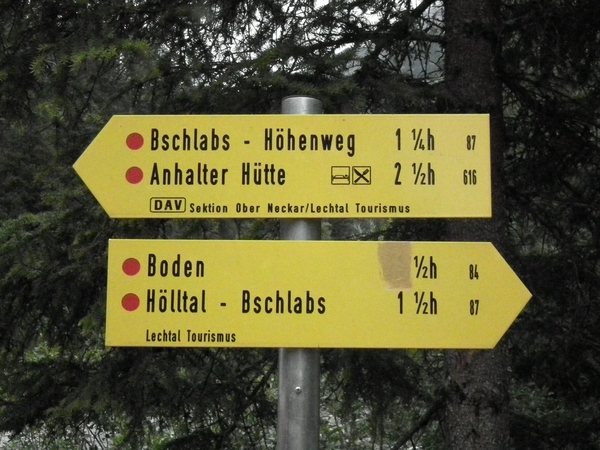 Bschlabs - Höhenweg 1 ¼h 87
Anhalter Hütte 2 ½h 616
DAV Sektion Ober Neckar/Lechtal Tourismus
Boden ½h 84
Hölltal - Bschlabs 1 ½h 87
Lechtal Tourismus